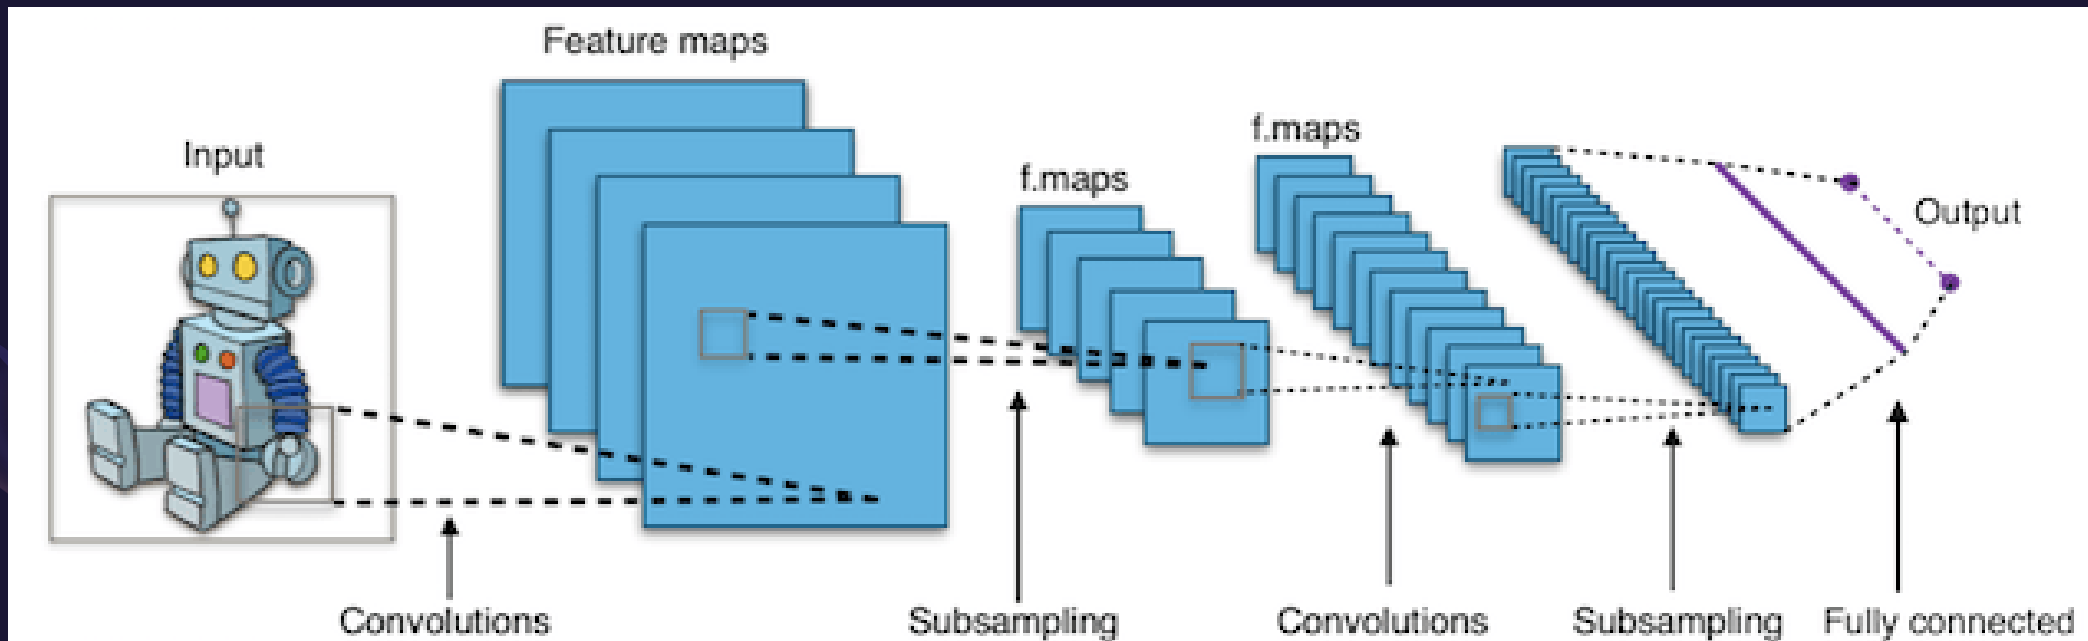 Feature maps
Input
f.maps
f.maps
Output
Convolutions
Subsampling
Convolutions
Subsampling
Fully connected